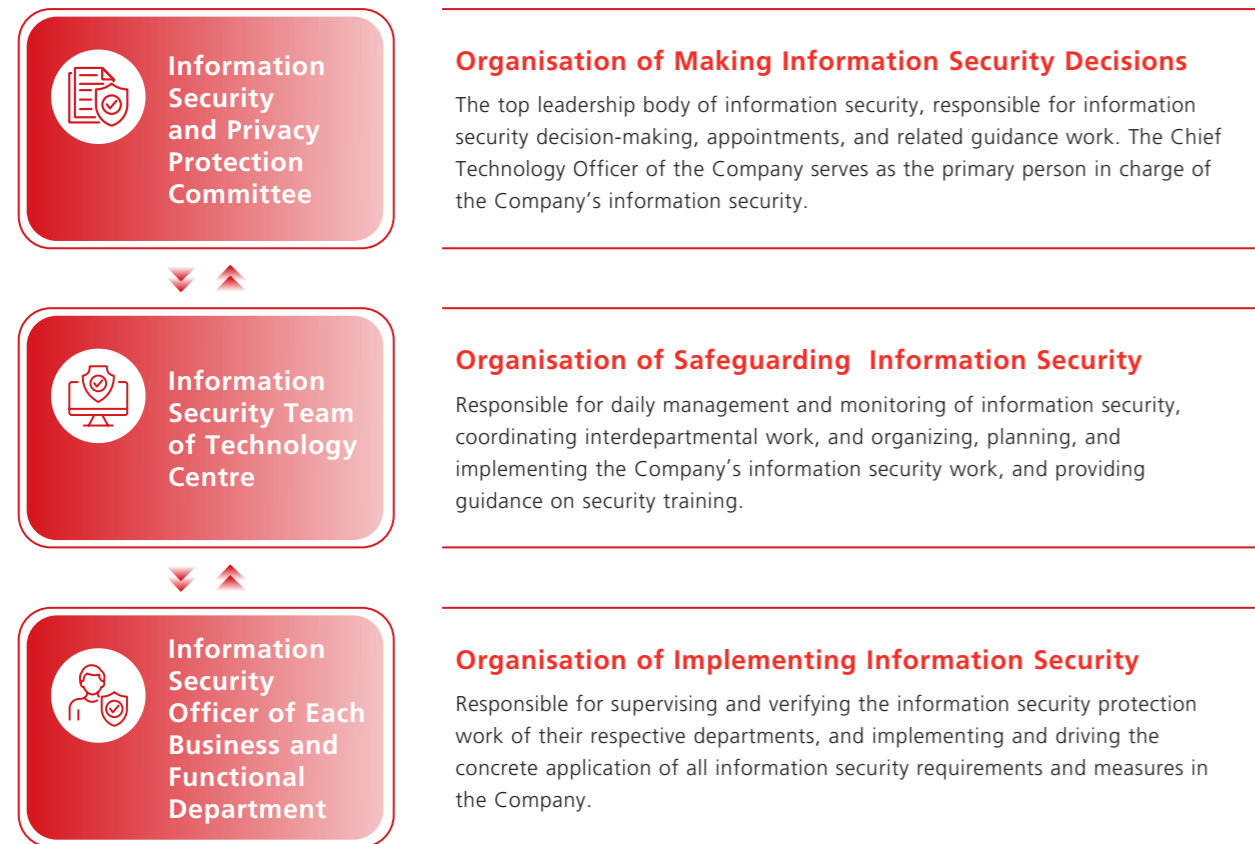 Information
Security
and Privacy
Protection
Committee
Organisation of Making Information Security Decisions
The top leadership body of information security, responsible for information
security decision-making, appointments, and related guidance work. The Chief
Technology Officer of the Company serves as the primary person in charge of
the Company's information security.
Information
Security Team
of Technology
Centre
Organisation of Safeguarding  Information Security
Responsible for daily management and monitoring of information security,
coordinating interdepartmental work, and organizing, planning, and
implementing the Company's information security work, and providing
guidance on security training.
Information
Security
Officer of Each
Business and
Functional
Department
Organisation of Implementing Information Security
Responsible for supervising and verifying the information security protection
work of their respective departments, and implementing and driving the
concrete application of all information security requirements and measures in
the Company.